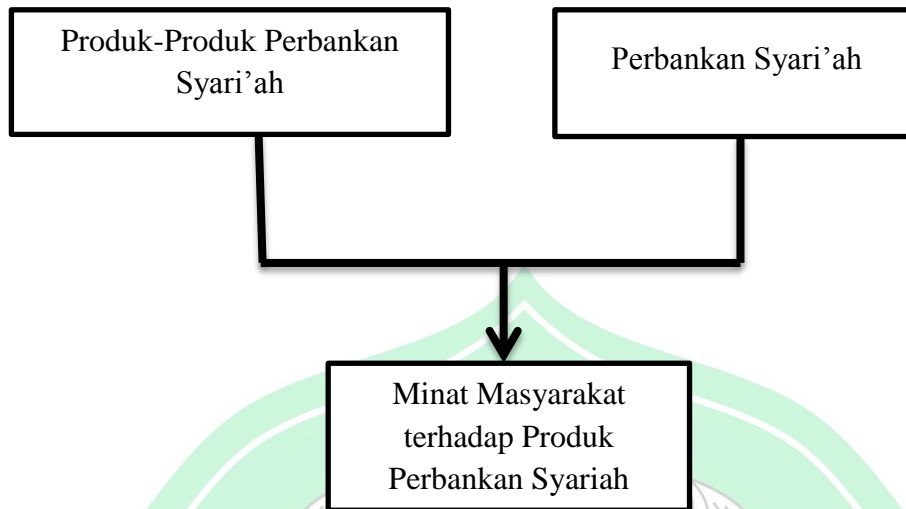 Produk-Produk Perbankan
Syari’ah
Perbankan Syari’ah
Minat Masyarakat
terhadap Produk
Perbankan Syariah